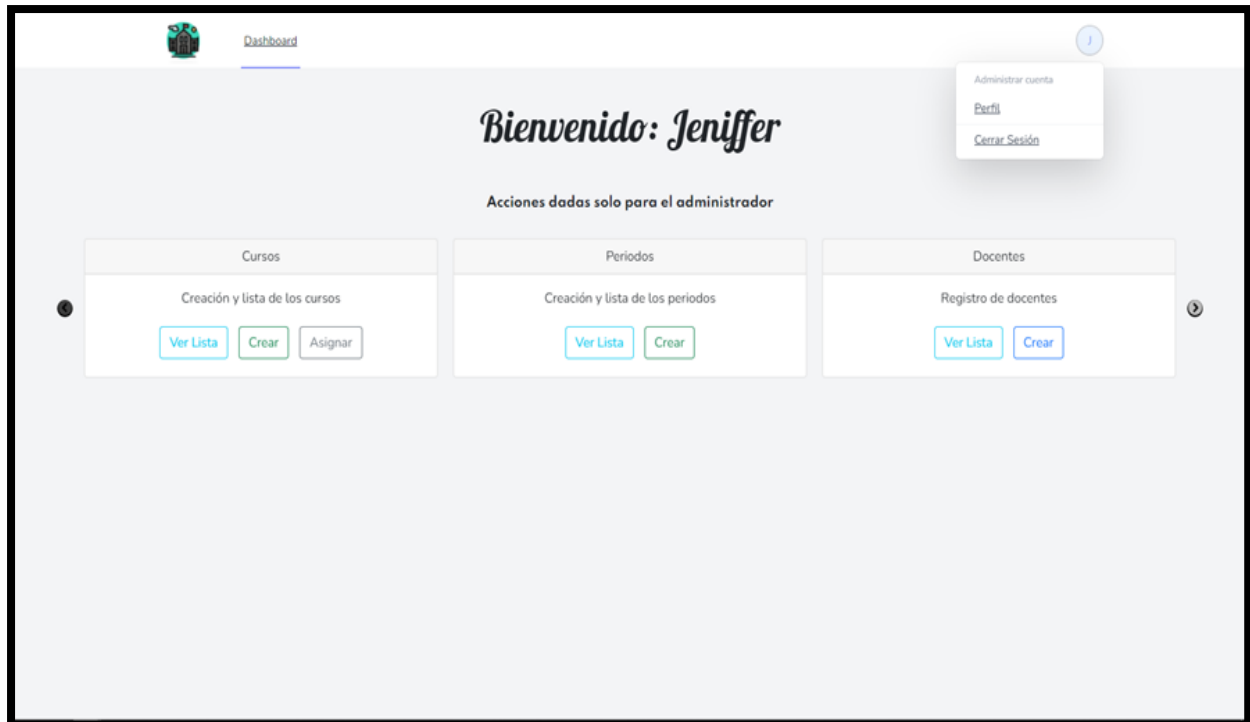 Dashboard
J
Administrar cuenta
Perfil
Cerrar Sesión
Bienvenido: Jeniffer
Acciones dadas solo para el administrador
Cursos
Creación y lista de los cursos
Ver Lista Crear Asignar
Periodos
Creación y lista de los periodos
Ver Lista Crear
Docentes
Registro de docentes
Ver Lista Crear